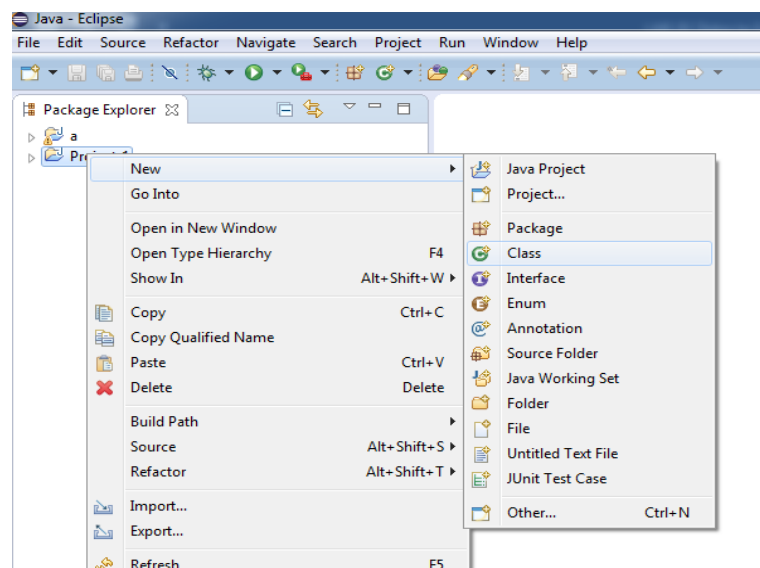 Java - Eclipse
File Edit Source Refactor Navigate Search Project Run Window Help
Package Explorer
a
New
Go Into
Open in New Window
Open Type Hierarchy F4
Show In Alt+Shift+W
Copy Ctrl+C
Copy Qualified Name
Paste Ctrl+V
Delete Delete
Build Path
Source Alt+Shift+S
Refactor Alt+Shift+T
Import...
Export...
Refresh F5
Java Project
Project...
Package
Class
Interface
Enum
Annotation
Source Folder
Java Working Set
Folder
File
Untitled Text File
JUnit Test Case
Other... Ctrl+N